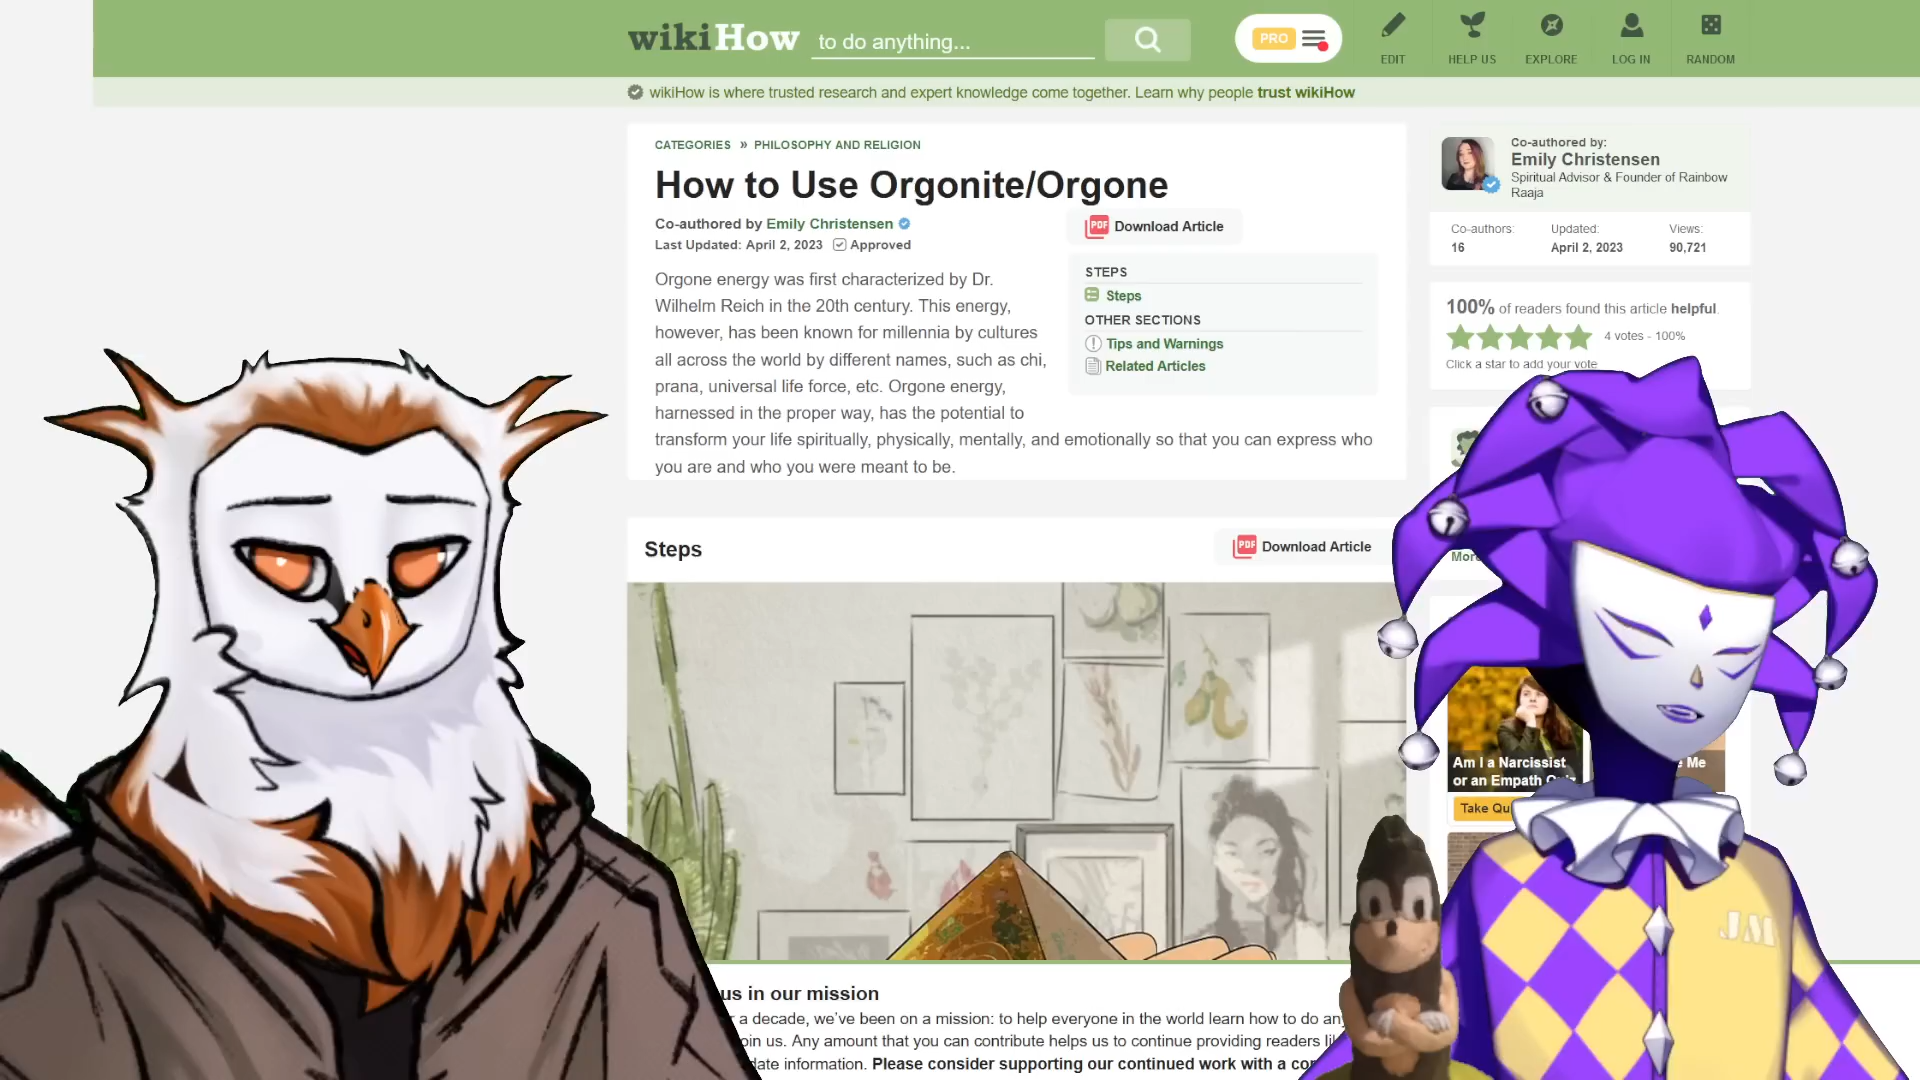 wikiHow to do anything...
PRO
EDIT
HELP US
EXPLORE
LOG IN
RANDOM
wikiHow is where trusted research and expert knowledge come together. Learn why people trust wikiHow
CATEGORIES » PHILOSOPHY AND RELIGION
How to Use Orgonite/Orgone
Co-authored by Emily Christensen
Last Updated: April 2, 2023 Approved
PDF Download Article
STEPS
Steps
OTHER SECTIONS
Tips and Warnings
Related Articles
Orgone energy was first characterized by Dr.
Wilhelm Reich in the 20th century. This energy,
however, has been known for millennia by cultures
all across the world by different names, such as chi,
prana, universal life force, etc. Orgone energy,
harnessed in the proper way, has the potential to
transform your life spiritually, physically, mentally, and emotionally so that you can express who
you are and who you were meant to be.
Steps
PDF Download Article
Co-authored by:
Emily Christensen
Spiritual Advisor & Founder of Rainbow
Raaja
Co-authors:
16
Updated:
April 2, 2023
Views:
90,721
100% of readers found this article helpful.
4 votes - 100%
Click a star to add your vote
More
Am I a Narcissist
or an Empath
Me
Take Qu
JM
us in our mission
r a decade, we've been on a mission: to help everyone in the world learn how to do any
oin us. Any amount that you can contribute helps us to continue providing readers li
date information. Please consider supporting our continued work with a con